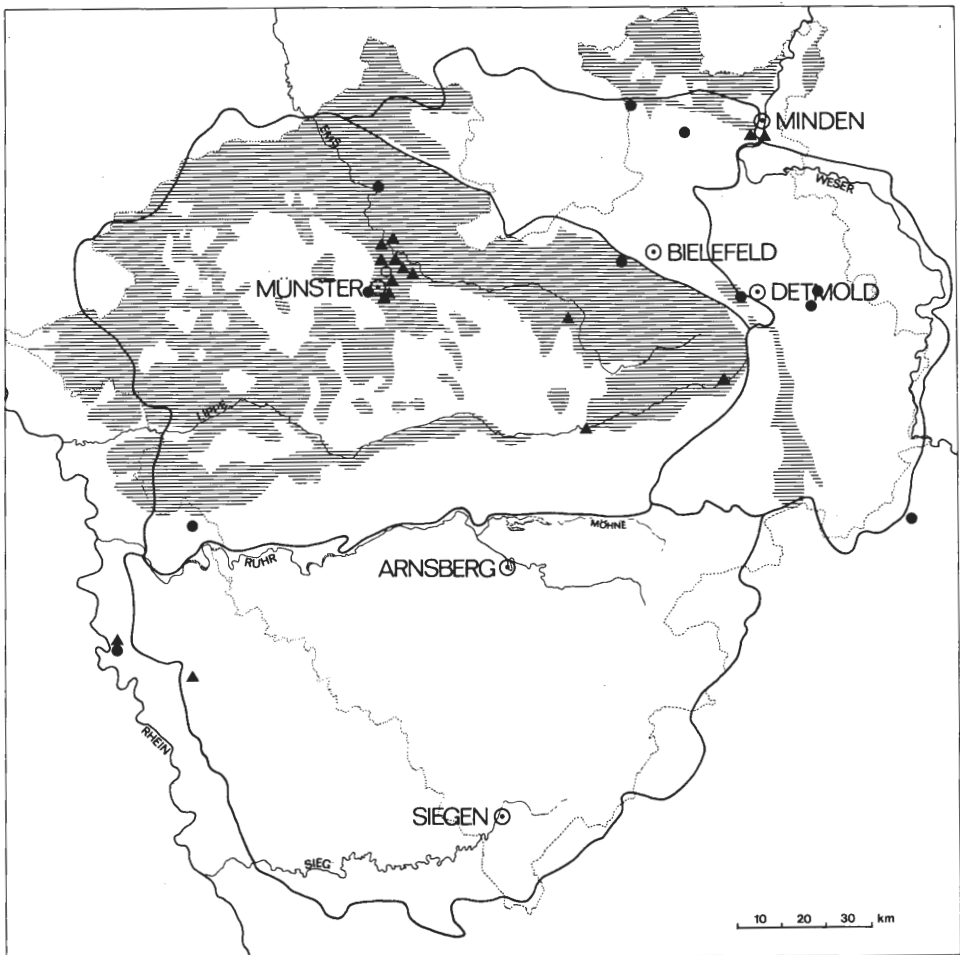 MINDEN
EMS
WESER
BIELEFELD
MÜNSTER
DETMOLD
LIPPE
MÖHNE
RUHR
ARNSBERG
RHEIN
SIEGEN
SIEG
10 20 30 km